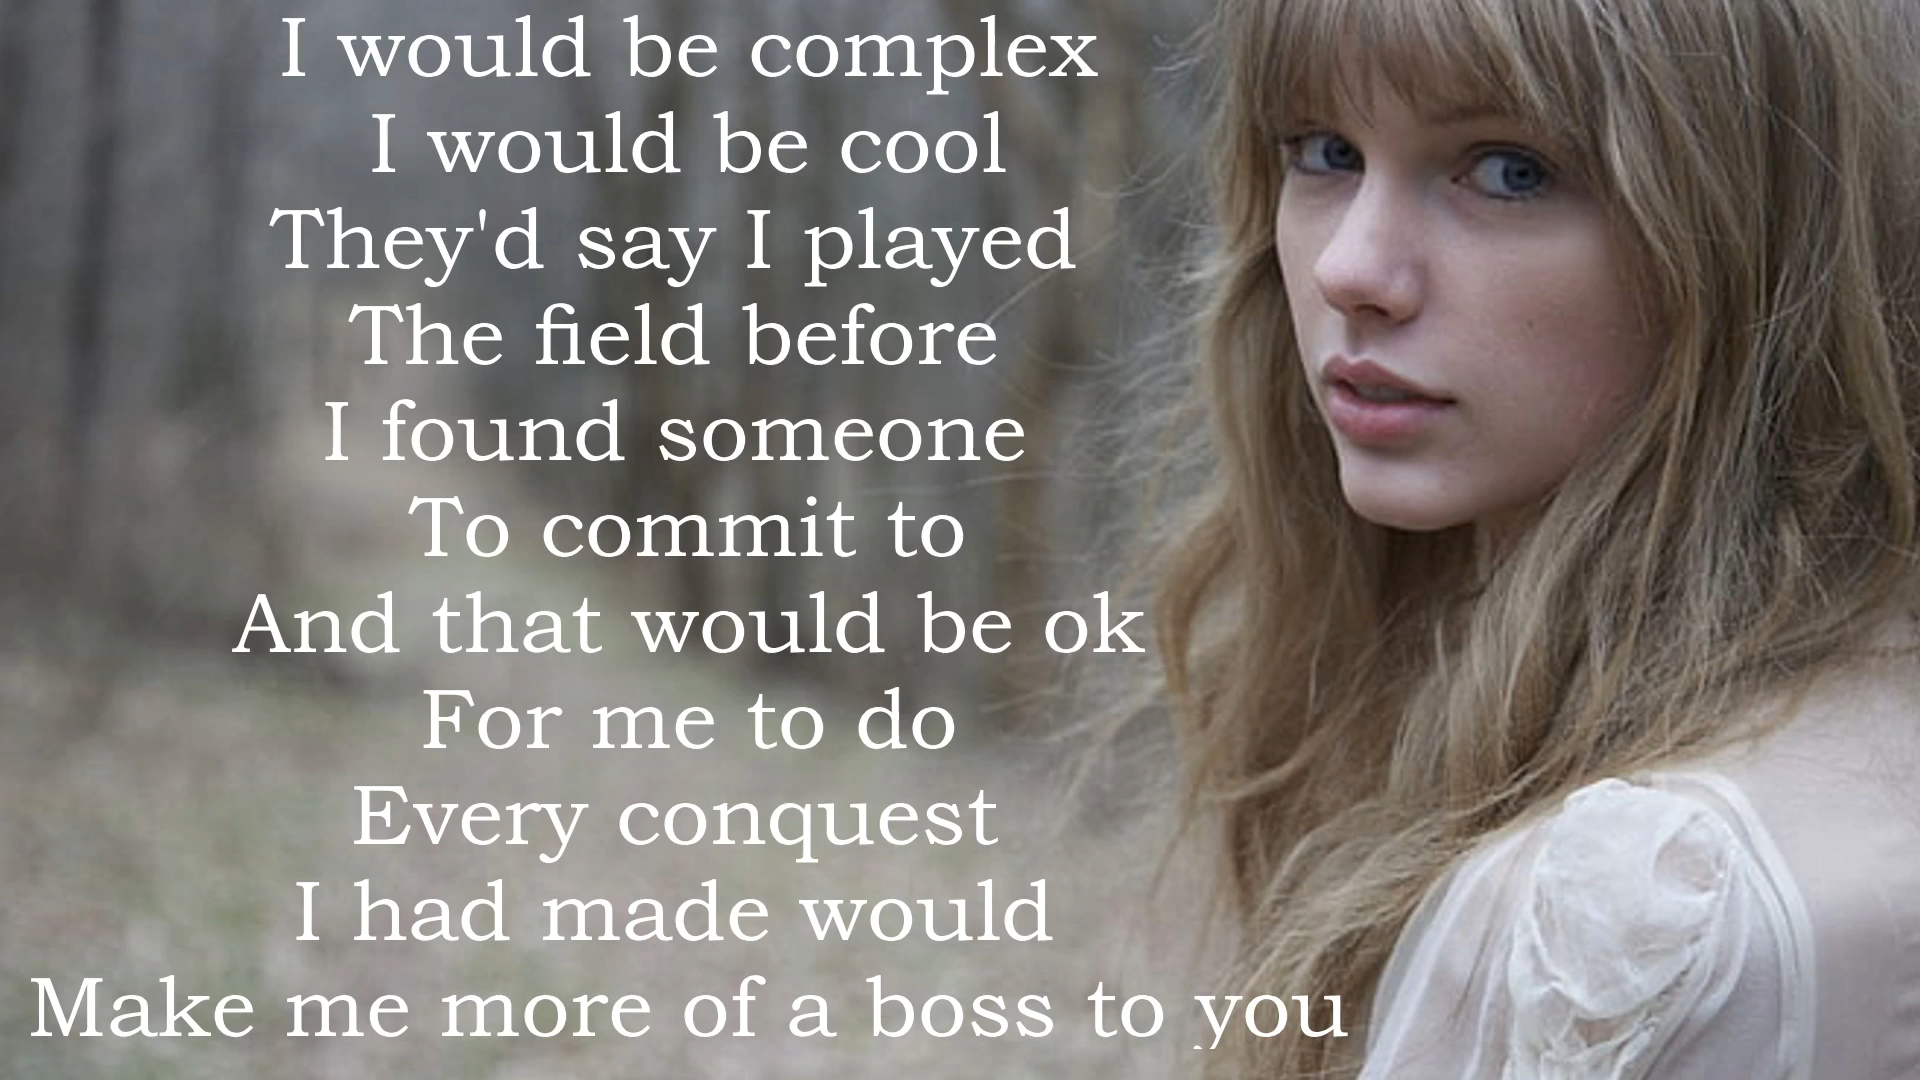 I would be complex
I would be cool
They'd say I played
The field before
I found someone
To commit to
And that would be ok
For me to do
Every conquest
I had made would
Make me more of a boss to you